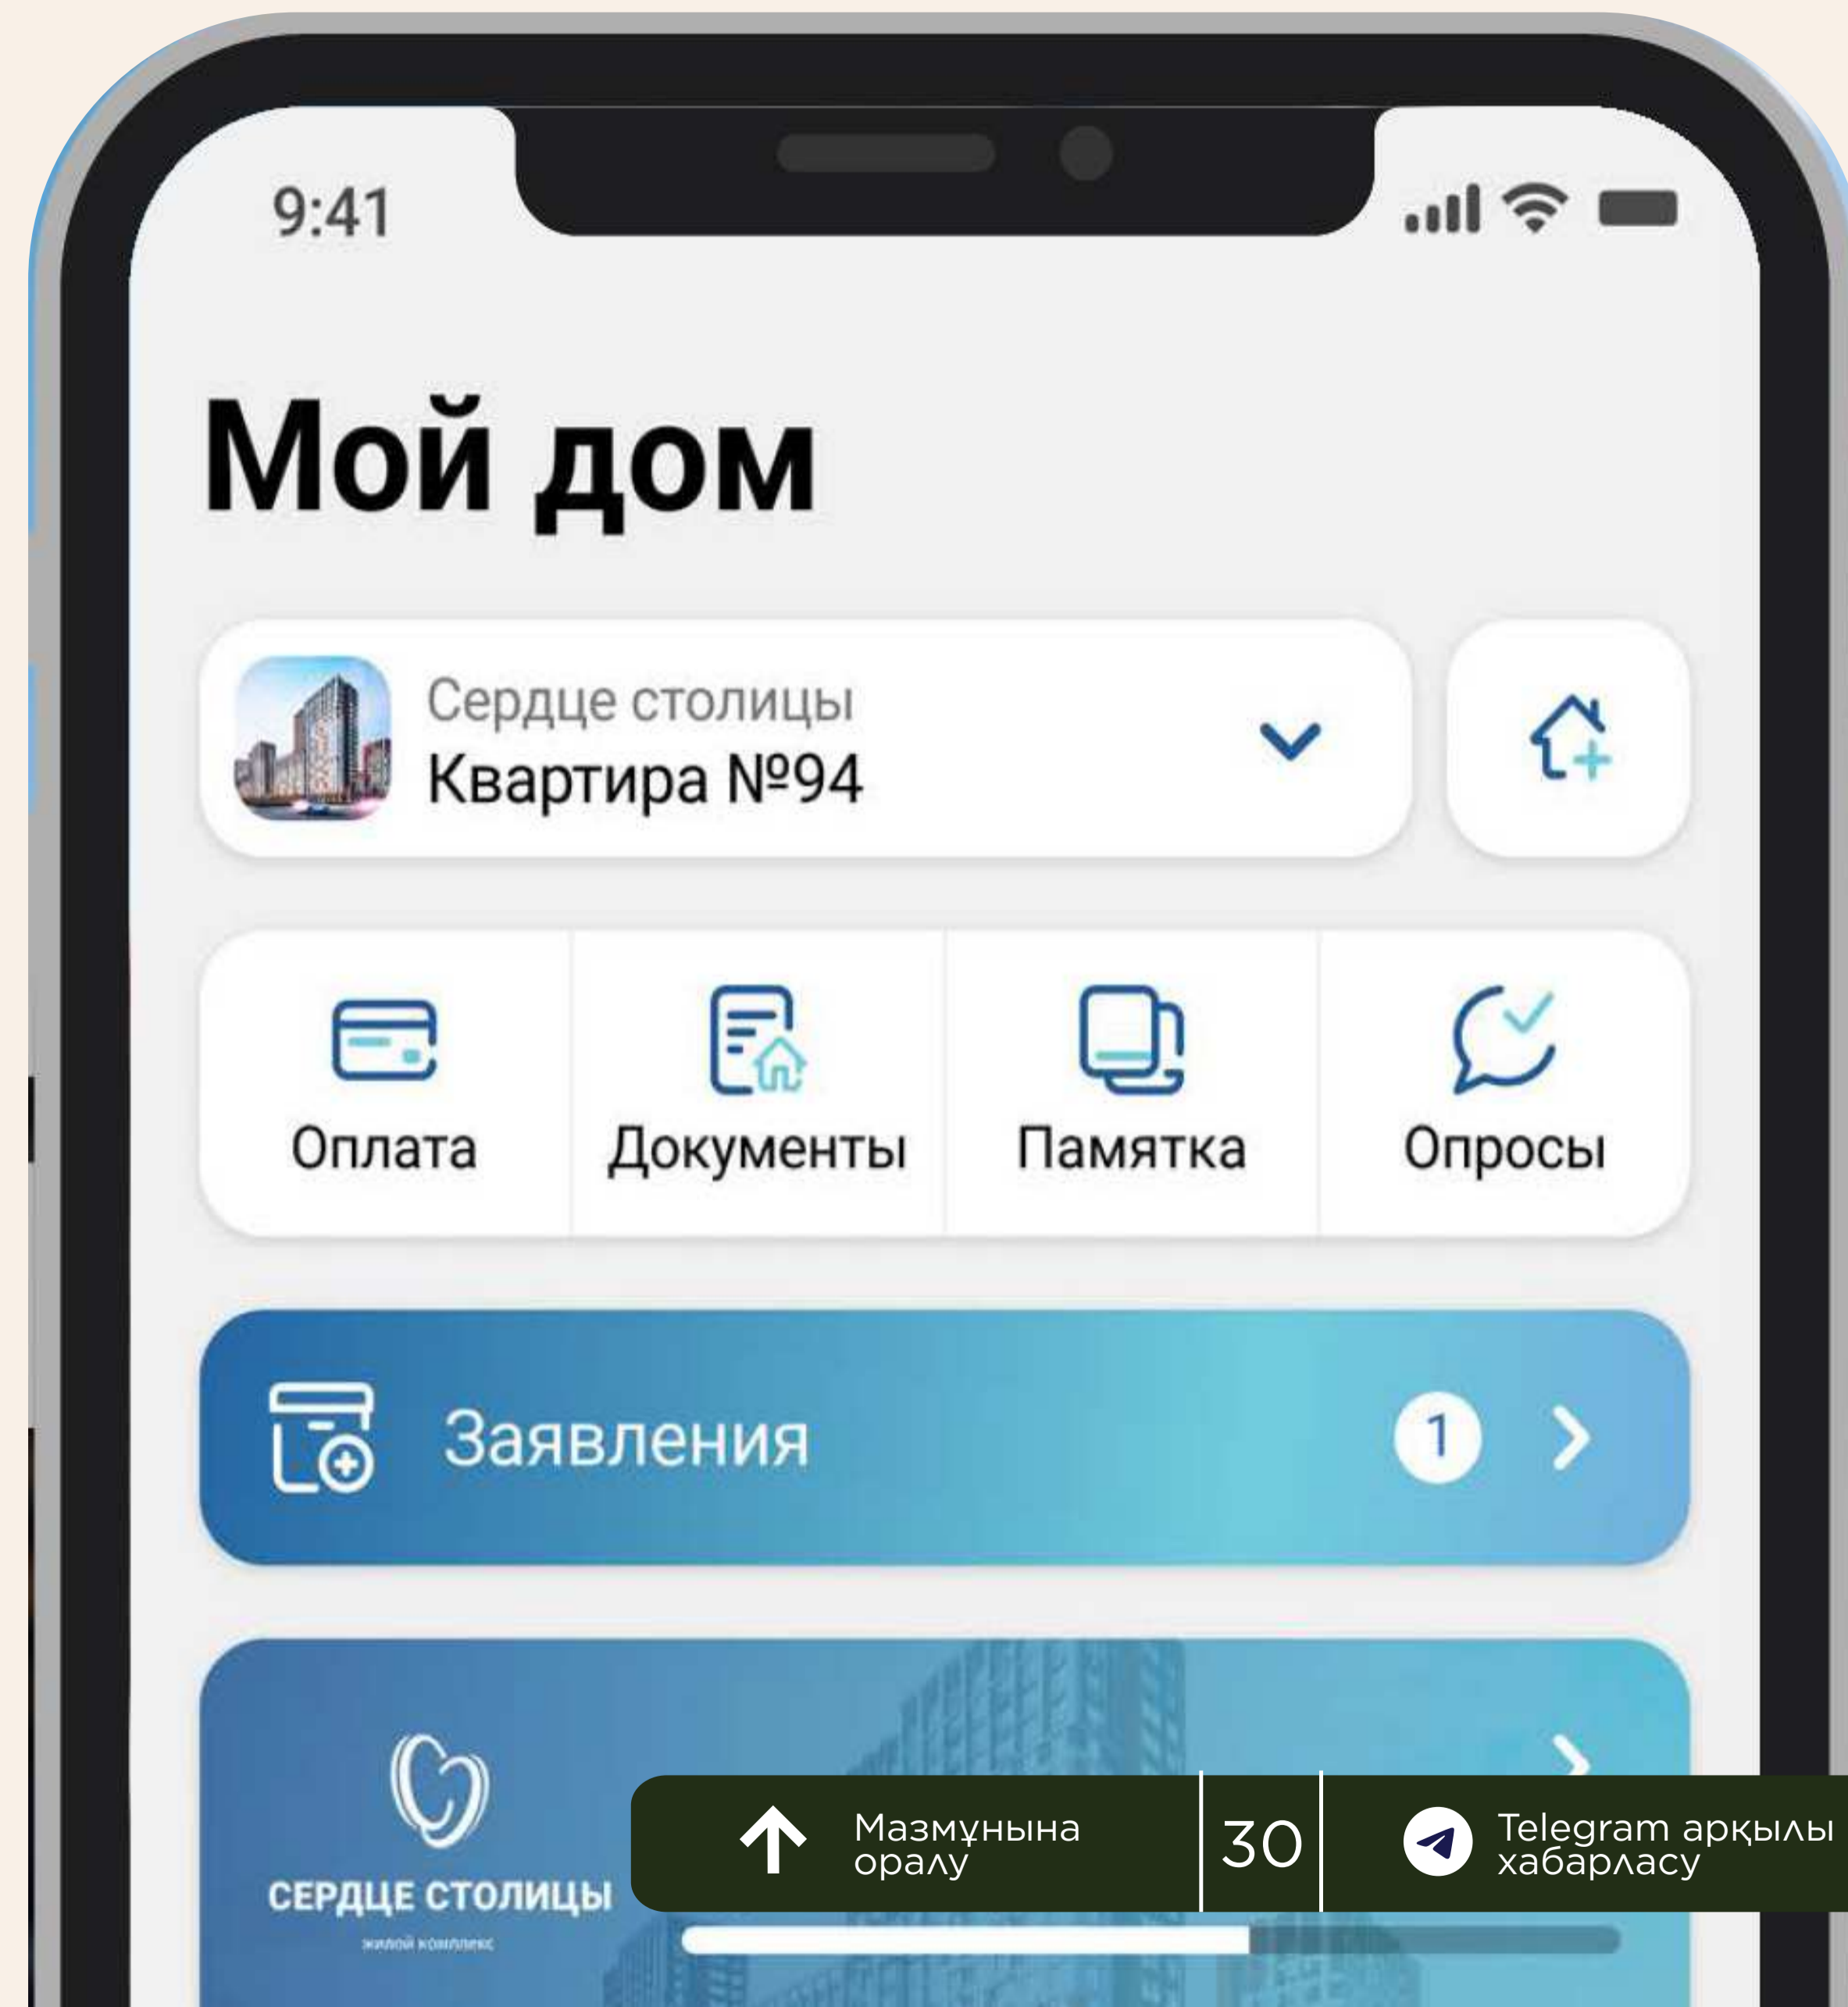 9:41
Мой дом
Сердце столицы
Квартира №94
Оплата
Документы
Памятка
Опросы
Заявления
1
СЕРДЦЕ СТОЛИЦЫ
жилой комплекс
Мазмұнына
оралу
30
Telegram арқылы
хабарласу